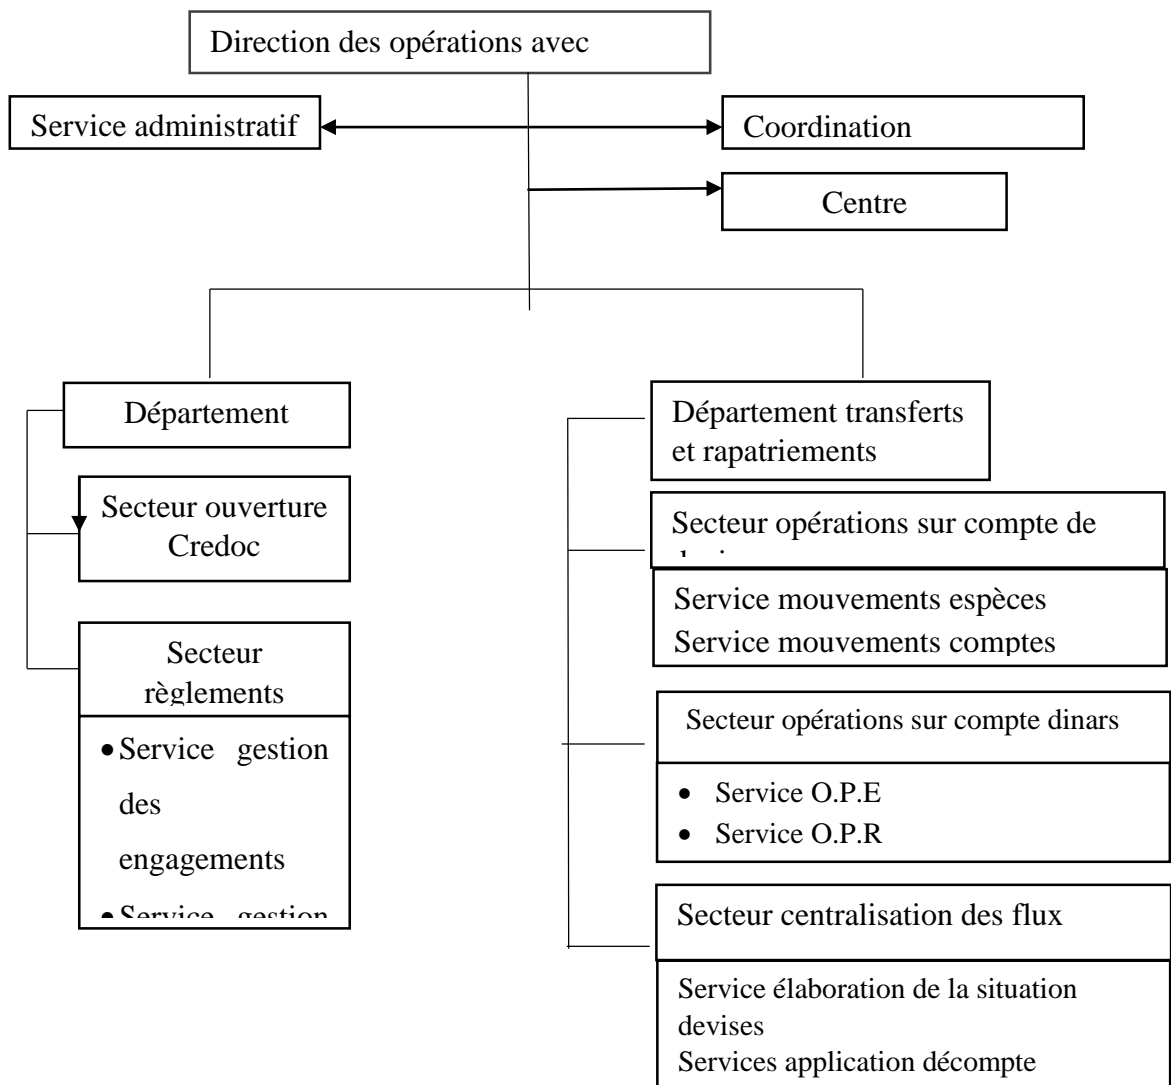 Direction des opérations avec
Service administratif
Coordination
Centre
Département
Secteur ouverture
Credoc
Secteur
règlements
• Service gestion
des
engagements
• Service gestion
Département transferts
et rapatriements
Secteur opérations sur compte de
Service mouvements espèces
Service mouvements comptes
Secteur opérations sur compte dinars
• Service O.P.E
• Service O.P.R
Secteur centralisation des flux
Service élaboration de la situation
devises
Services application décompte